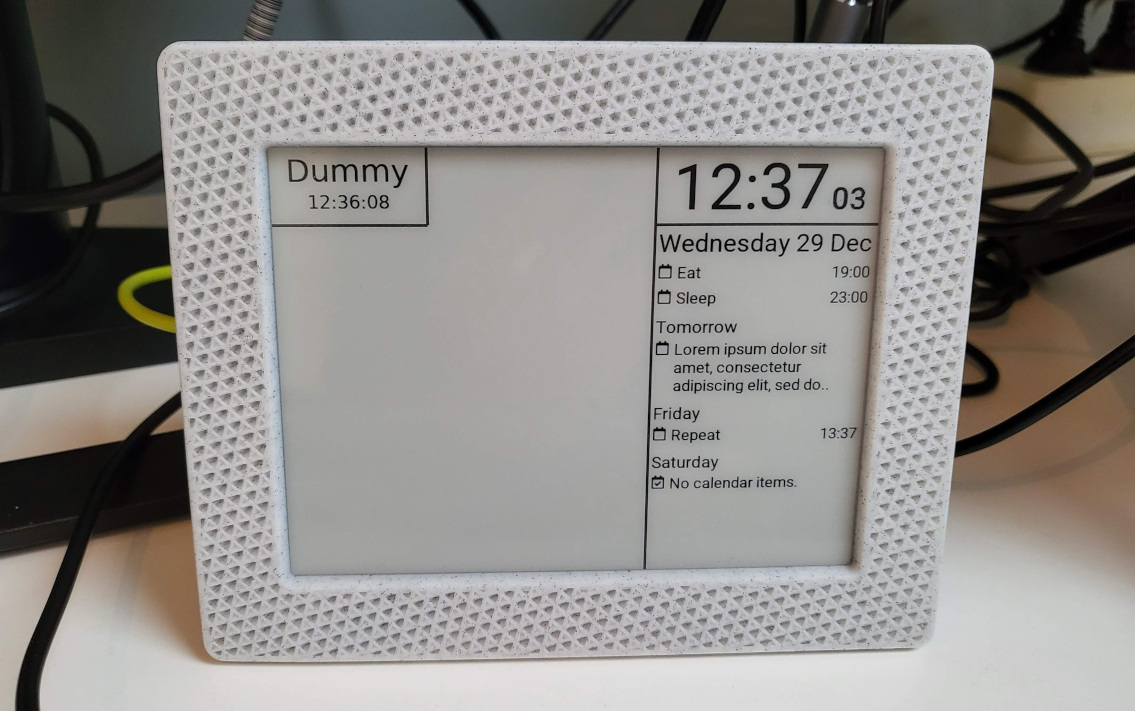 Dummy
12:36:08
12:37 03
Wednesday 29 Dec
Eat 19:00
Sleep 23:00
Tomorrow
Lorem ipsum dolor sit
amet, consectetur
adipiscing elit, sed do..
Friday
Repeat 13:37
Saturday
No calendar items.